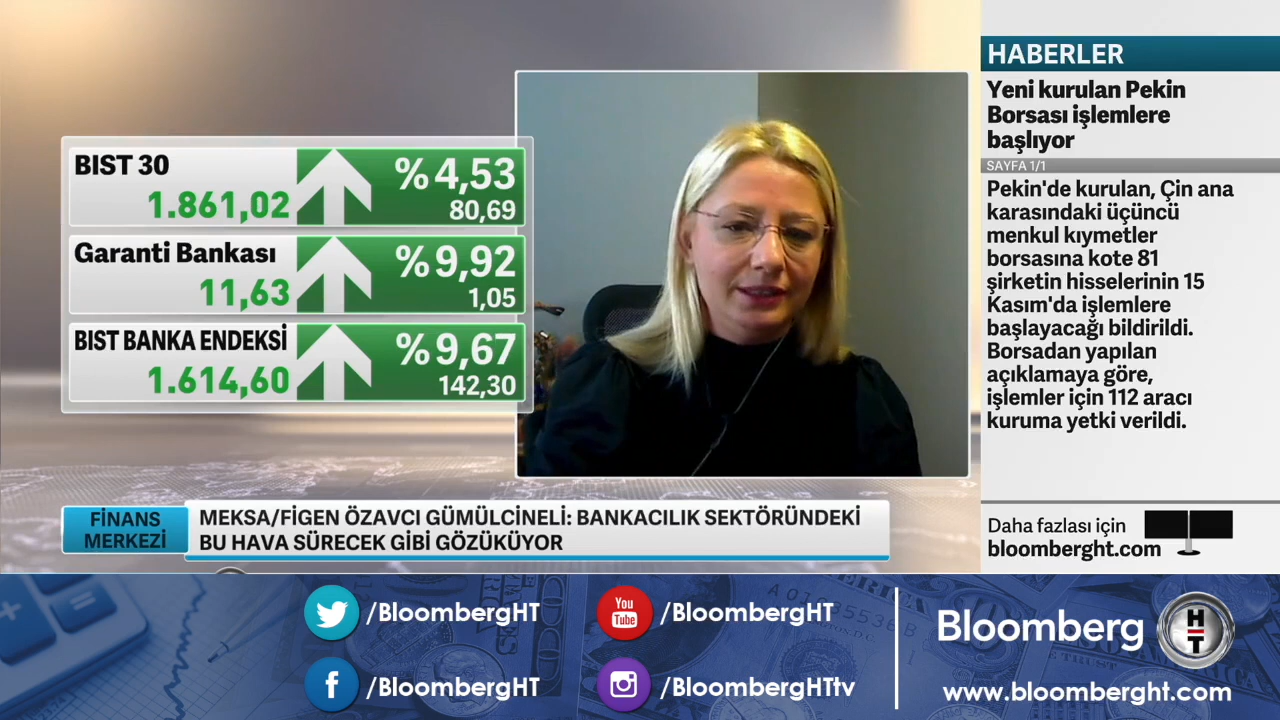 BIST 30
1.861,02
%4,53
80,69
Garanti Bankası
11,63
%9,92
1,05
BIST BANKA ENDEKSİ
1.614,60
%9,67
142,30
FİNANS
MERKEZİ
MEKSA/FİGEN ÖZAVCI GÜMÜLCİNELİ: BANKACILIK SEKTÖRÜNDEKİ
BU HAVA SÜRECEK GİBİ GÖZÜKÜYOR
HABERLER
Yeni kurulan Pekin
Borsası işlemlere
başlıyor
SAYFA 1/1
Pekin'de kurulan, Çin ana
karasındaki üçüncü
menkul kıymetler
borsasına kote 81
şirketin hisselerinin 15
Kasım'da işlemlere
başlayacağı bildirildi.
Borsadan yapılan
açıklamaya göre,
işlemler için 112 aracı
kuruma yetki verildi.
Daha fazlası için
bloomberght.com
/BloombergHT
You
Tube
/BloombergHT
/BloombergHT
/BloombergHTtv
Bloomberg
HT
www.bloomberght.com